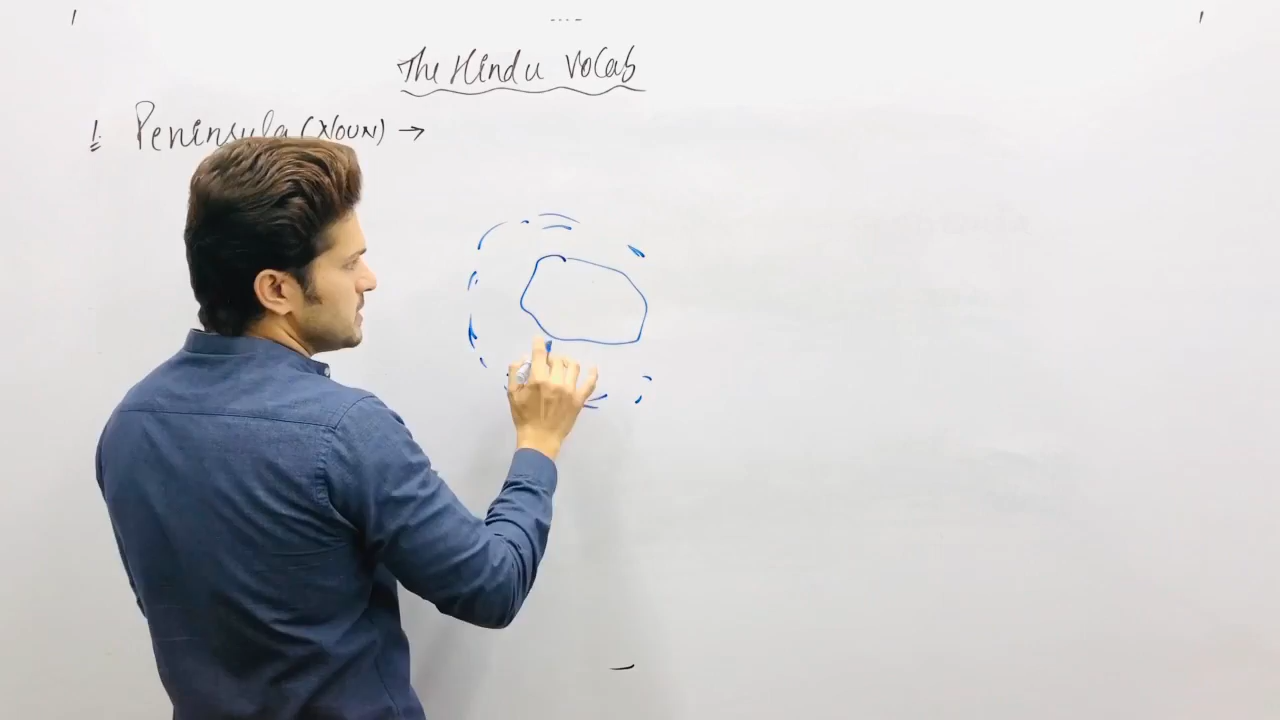 The Hindu Vocab
1. Peninsula (Noun) →